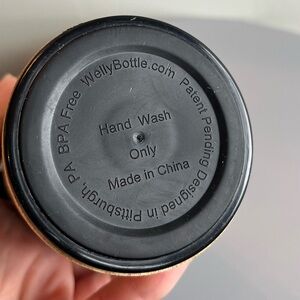 WellyBottle.com Patent Pending Designed in Pittsburgh, PA BPA Free
Hand Wash
Only
Made in China